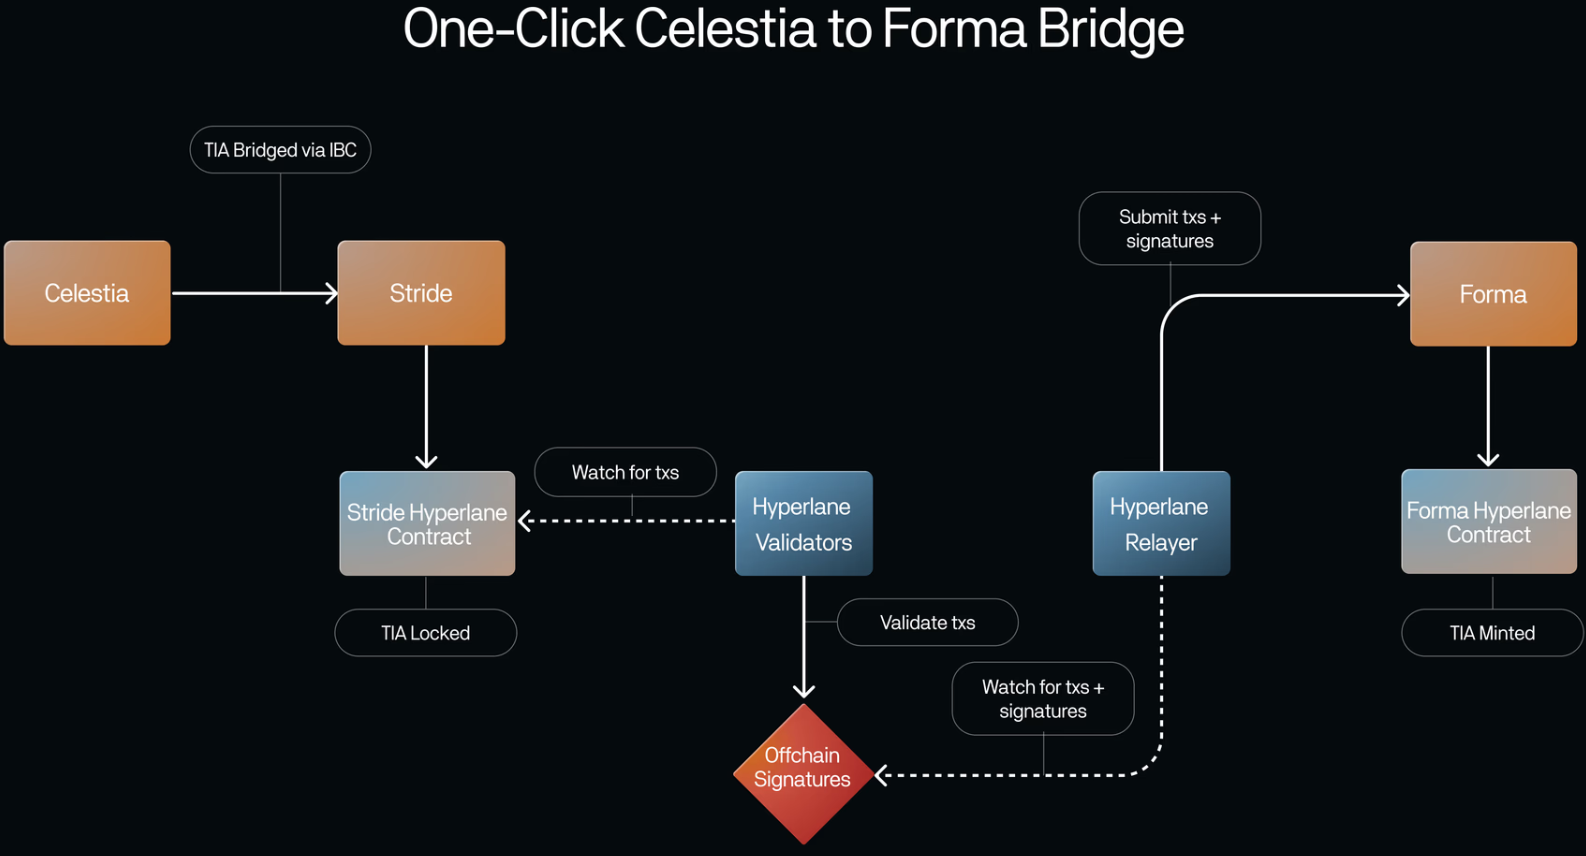 One-Click Celestia to Forma Bridge
TIA Bridged via IBC
Submit txs +
signatures
Celestia
Stride
Forma
Watch for txs
Stride Hyperlane
Contract
Hyperlane
Validators
Hyperlane
Relayer
Forma Hyperlane
Contract
TIA Locked
Validate txs
TIA Minted
Watch for txs +
signatures
Offchain
Signatures